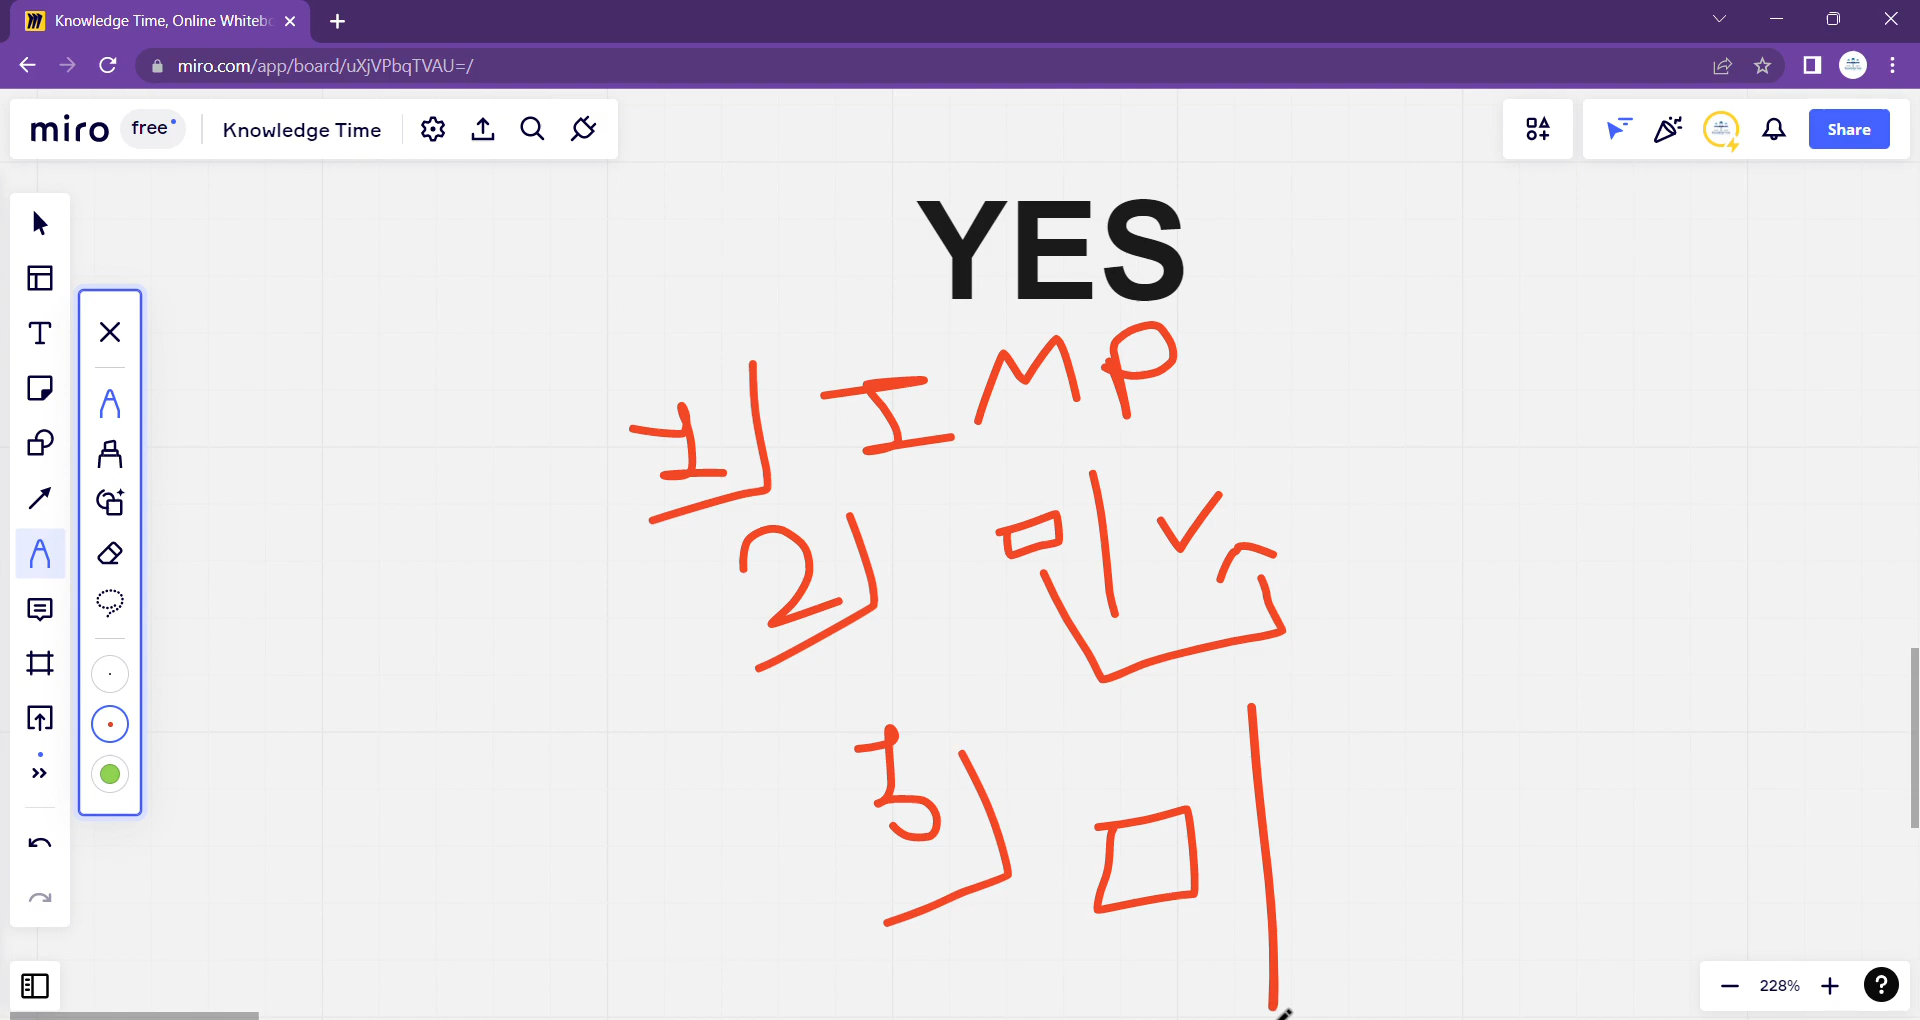 Knowledge Time, Online Whitebo
miro.com/app/board/uXjVPbqTVAU=/
miro free Knowledge Time
Share
YES
1) IMP
2)
3)
228%